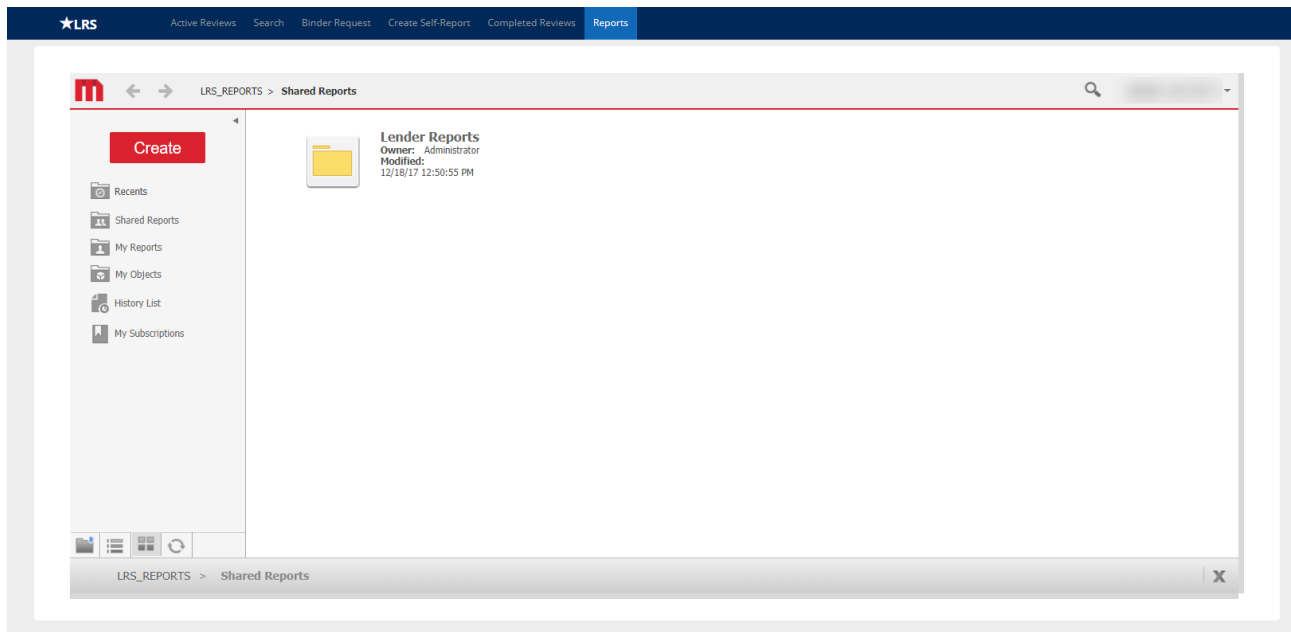 ★LRS Active Reviews Search Binder Request Create Self-Report Completed Reviews Reports
LRS_REPORTS > Shared Reports
Create
Recents
Shared Reports
My Reports
My Objects
History List
My Subscriptions
Lender Reports
Owner: Administrator
Modified:
12/18/17 12:50:55 PM
LRS_REPORTS > Shared Reports X